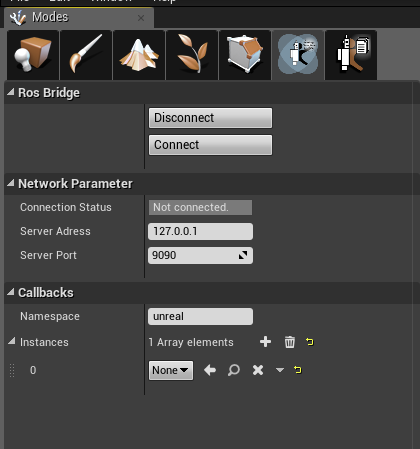 Modes
Ros Bridge
Disconnect
Connect
Network Parameter
Connection Status Not connected.
Server Adress 127.0.0.1
Server Port 9090
Callbacks
Namespace unreal
Instances 1 Array elements
0 None